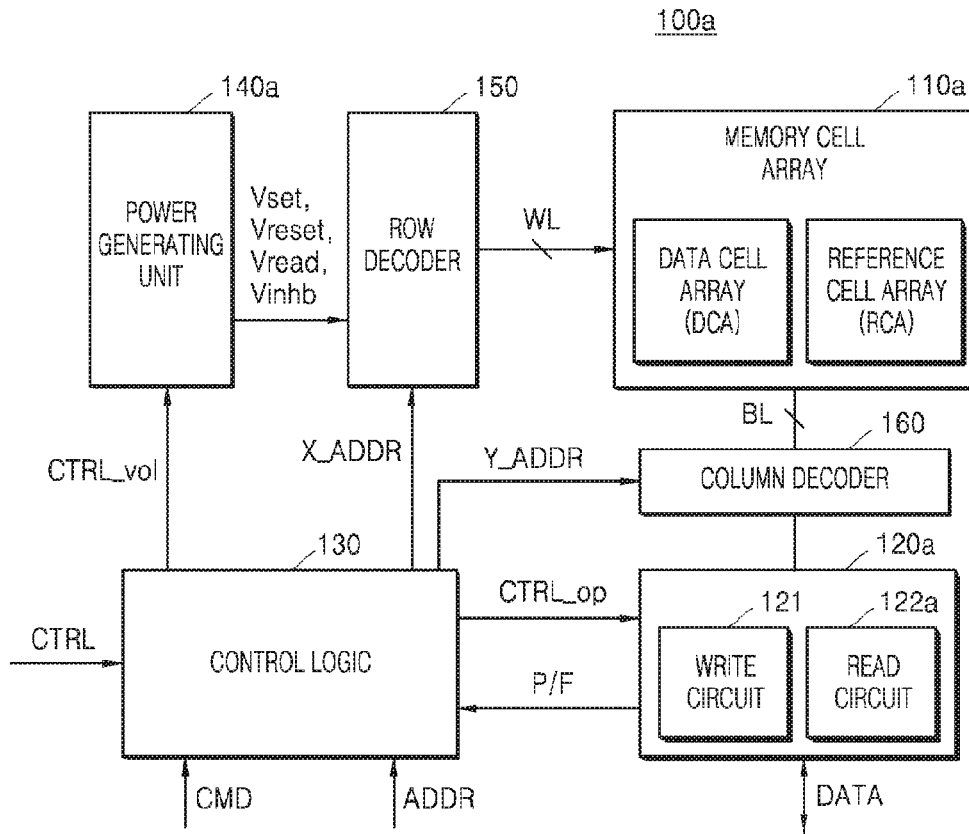 100a
140a
150
110a
POWER
GENERATING
UNIT
Vset,
Vreset,
Vread,
Vinhb
ROW
DECODER
WL
MEMORY CELL
ARRAY
DATA CELL
ARRAY
(DCA)
REFERENCE
CELL ARRAY
(RCA)
CTRL_vol
X_ADDR
Y_ADDR
BL
160
COLUMN DECODER
130
120a
CTRL
CONTROL LOGIC
CTRL_op
P/F
121
122a
WRITE
CIRCUIT
READ
CIRCUIT
CMD
ADDR
DATA